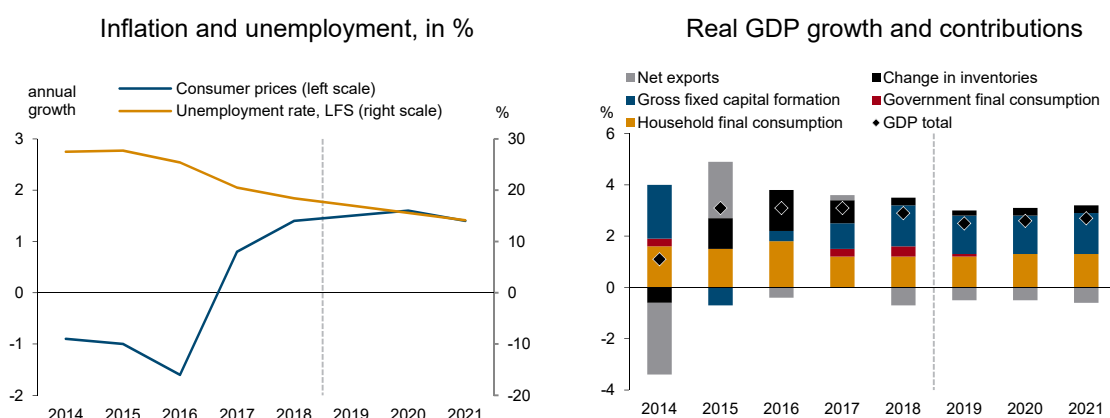 Inflation and unemployment, in %
annual growth
Consumer prices (left scale)
Unemployment rate, LFS (right scale)
%
3
2
1
0
-1
-2
30
20
10
0
-10
-20
2014 2015 2016 2017 2018 2019 2020 2021
Real GDP growth and contributions
Net exports
Change in inventories
Gross fixed capital formation
Government final consumption
%
Household final consumption
GDP total
6
4
2
0
-2
-4
2014 2015 2016 2017 2018 2019 2020 2021